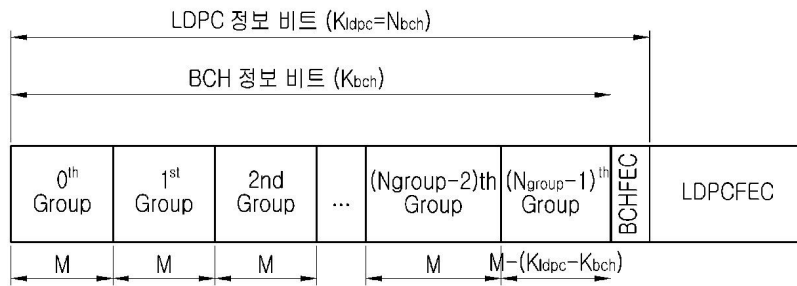 LDPC 정보 비트 (Kldpc=Nbch)
BCH 정보 비트 (Kbch)
0th Group
1st Group
2nd Group
...
(Ngroup-2)th Group
(Ngroup-1)th Group
BCHFEC
LDPCFEC
M
M
M
M
M-(Kldpc-Kbch)